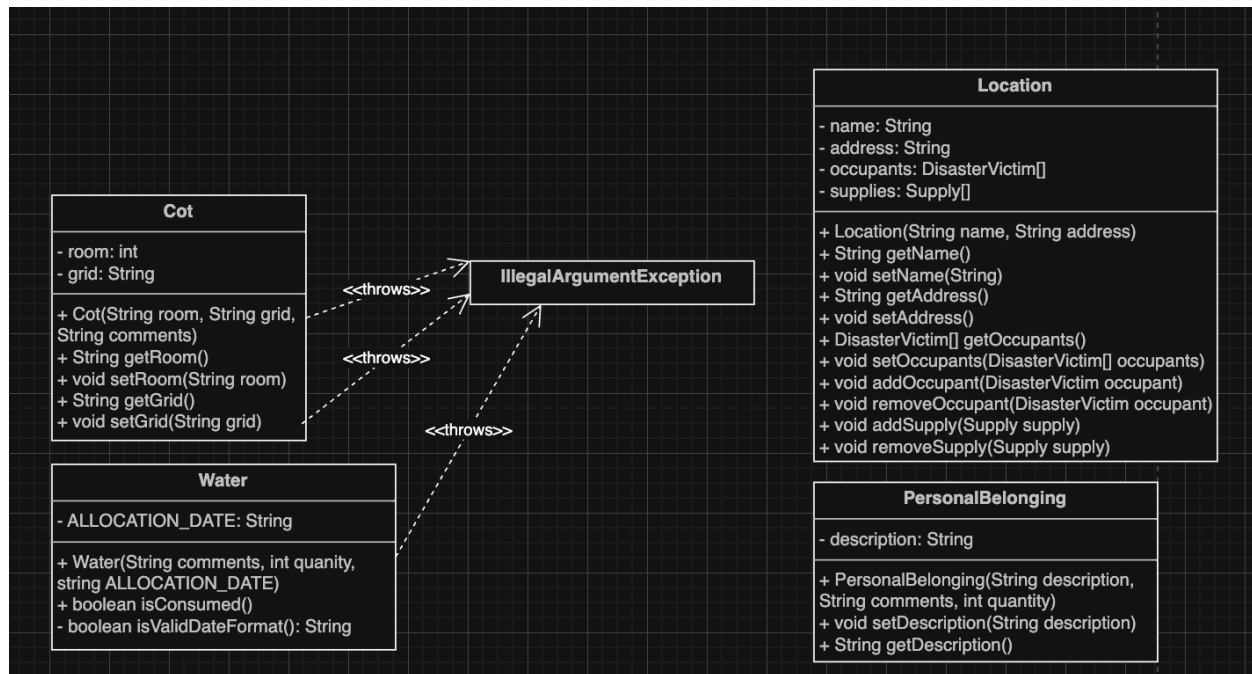 Cot
- room: int
- grid: String
+ Cot(String room, String grid,
String comments)
+ String getRoom()
+ void setRoom(String room)
+ String getGrid()
+ void setGrid(String grid)
Water
- ALLOCATION_DATE: String
+ Water(String comments, int quanity,
string ALLOCATION_DATE)
+ boolean isConsumed()
- boolean isValidDateFormat(): String
<<throws>>
<<throws>>
<<throws>>
IllegalArgumentException
Location
- name: String
- address: String
- occupants: DisasterVictim[]
- supplies: Supply[]
+ Location(String name, String address)
+ String getName()
+ void setName(String)
+ String getAddress()
+ void setAddress()
+ DisasterVictim[] getOccupants()
+ void setOccupants(DisasterVictim[] occupants)
+ void addOccupant(DisasterVictim occupant)
+ void removeOccupant(DisasterVictim occupant)
+ void addSupply(Supply supply)
+ void removeSupply(Supply supply)
PersonalBelonging
- description: String
+ PersonalBelonging(String description,
String comments, int quantity)
+ void setDescription(String description)
+ String getDescription()